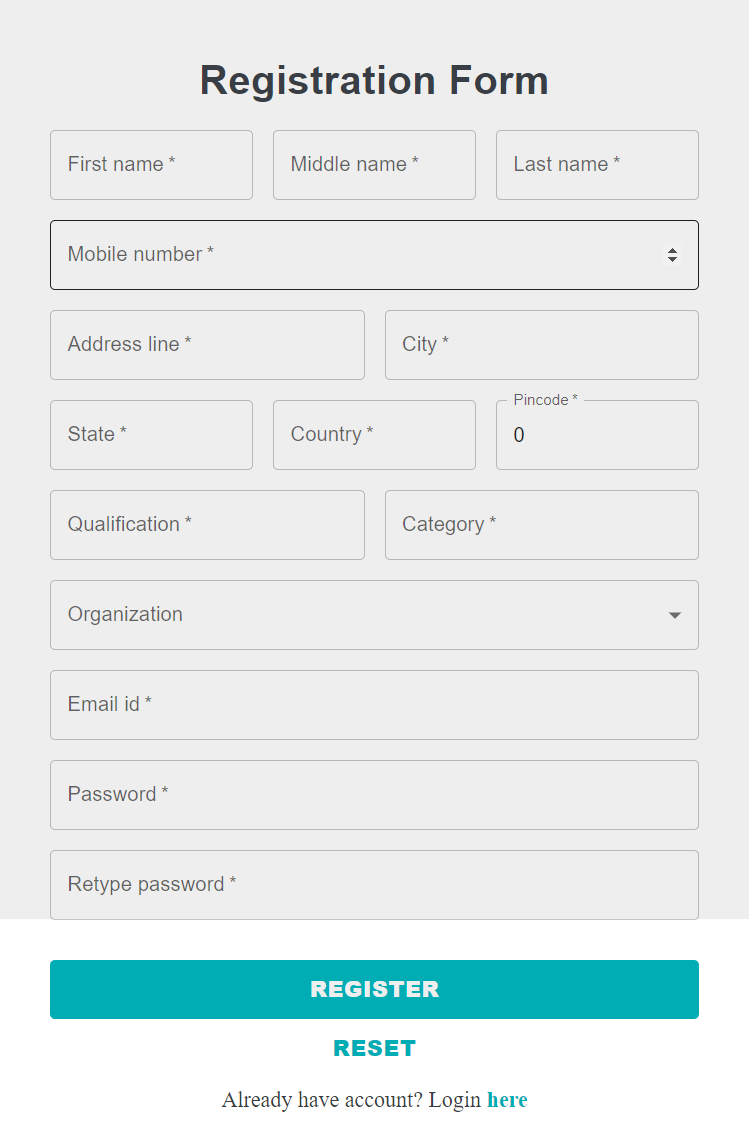 Registration Form
First name *
Middle name *
Last name *
Mobile number *
Address line *
City *
State *
Country *
Pincode *
0
Qualification *
Category *
Organization
Email id *
Password *
Retype password *
REGISTER
RESET
Already have account? Login here